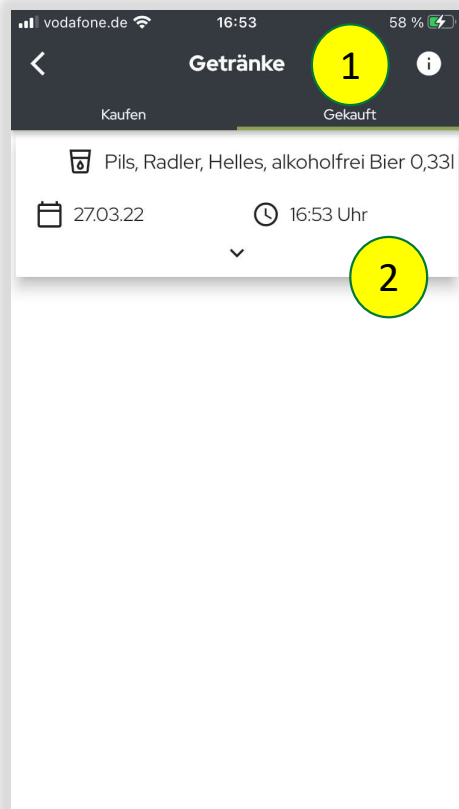 vodafone.de 16:53 58 %
Getränke 1 i
Kaufen Gekauft
Pils, Radler, Helles, alkoholfrei Bier 0,33l
27.03.22 16:53 Uhr
2